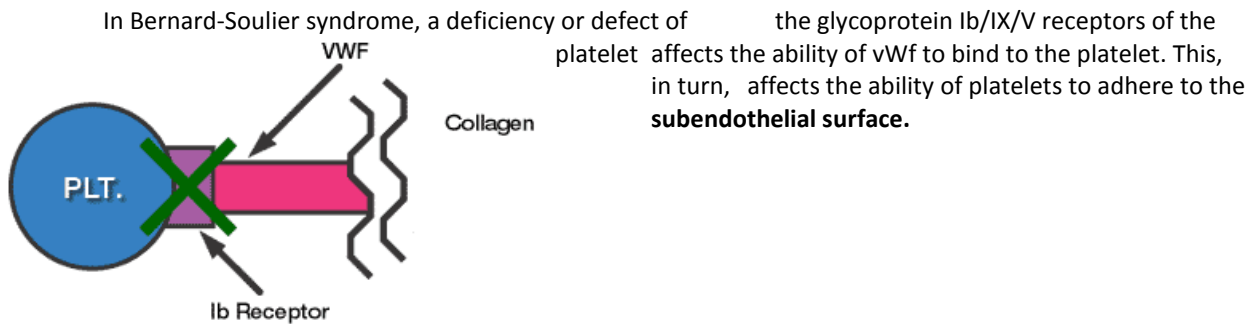 In Bernard-Soulier syndrome, a deficiency or defect of the glycoprotein Ib/IX/V receptors of the
platelet affects the ability of vWf to bind to the platelet. This,
in turn, affects the ability of platelets to adhere to the
subendothelial surface.
VWF
Collagen
PLT.
Ib Receptor